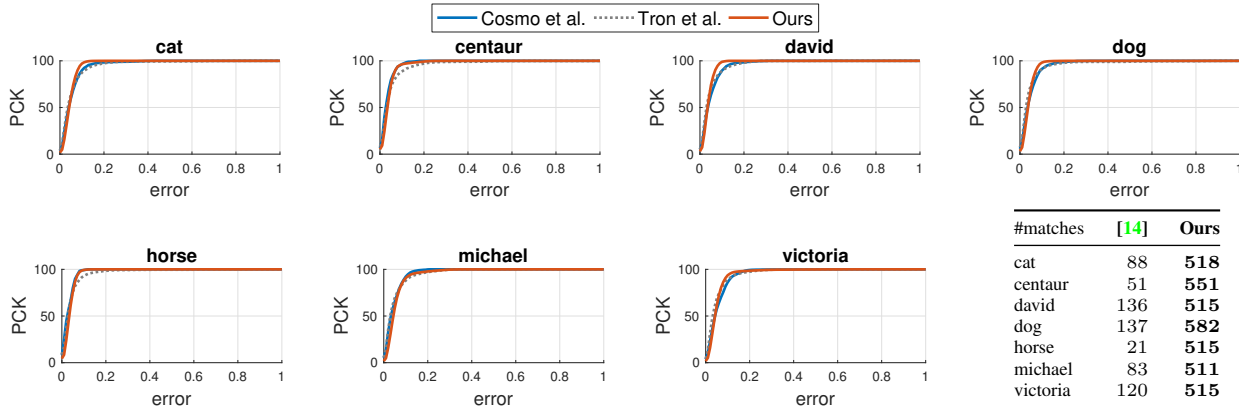 Cosmo et al. Tron et al. Ours
cat
100
50
0
PCK
0 0.2 0.4 0.6 0.8 1
error
centaur
100
50
0
PCK
0 0.2 0.4 0.6 0.8 1
error
david
100
50
0
PCK
0 0.2 0.4 0.6 0.8 1
error
dog
100
50
0
PCK
0 0.2 0.4 0.6 0.8 1
error
horse
100
50
0
PCK
0 0.2 0.4 0.6 0.8 1
error
michael
100
50
0
PCK
0 0.2 0.4 0.6 0.8 1
error
victoria
100
50
0
PCK
0 0.2 0.4 0.6 0.8 1
error
#matches [14] Ours
cat 88 518
centaur 51 551
david 136 515
dog 137 582
horse 21 515
michael 83 511
victoria 120 515